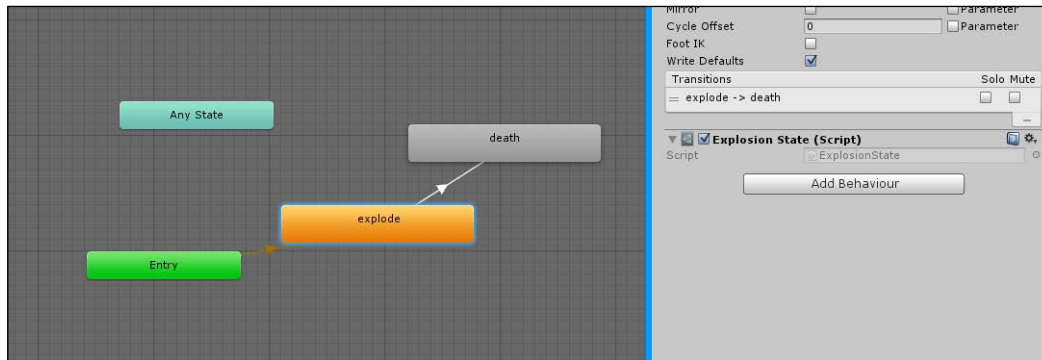 Any State
death
explode
Entry
Mirror Parameter
Cycle Offset 0 Parameter
Foot IK
Write Defaults
Transitions Solo Mute
= explode -> death
Explosion State (Script)
Script ExplosionState
Add Behaviour